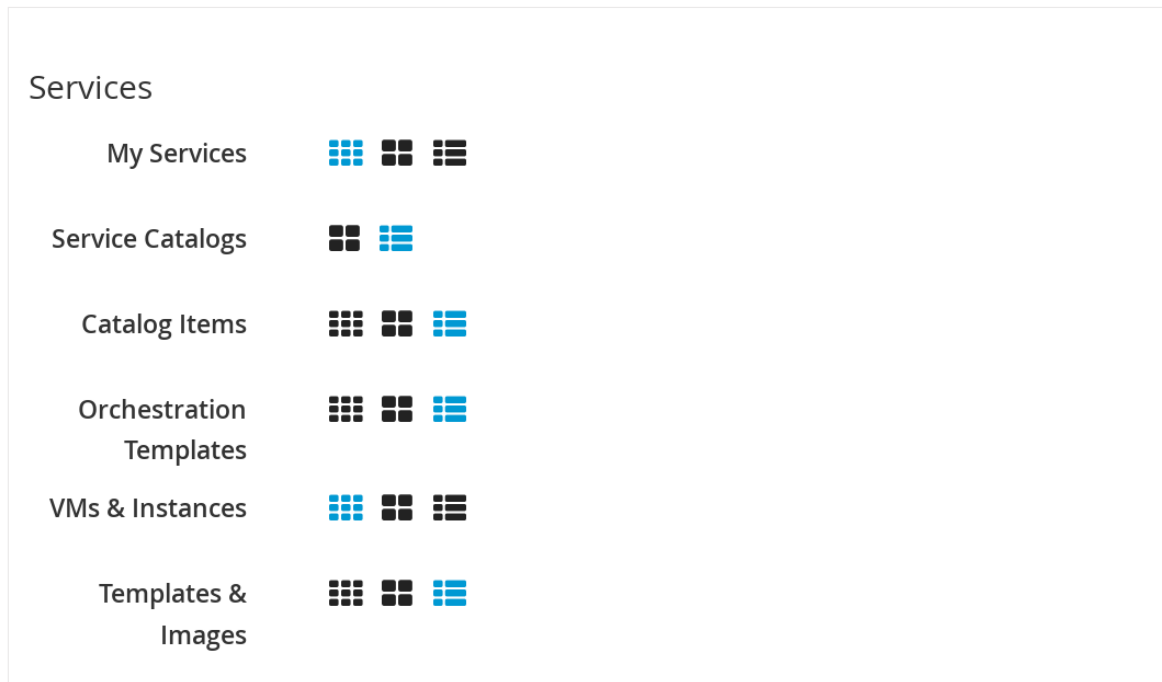 Services
My Services
Service Catalogs
Catalog Items
Orchestration
Templates
VMs & Instances
Templates &
Images